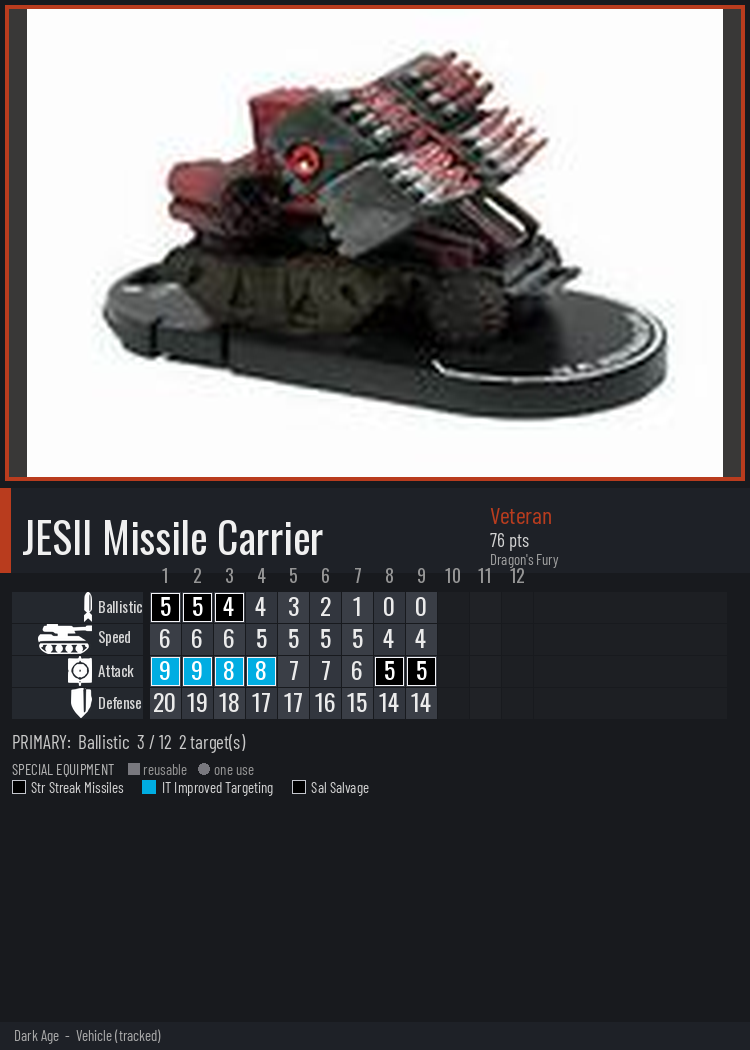 JESII Missile Carrier
Veteran
76 pts
Dragon's Fury
1 2 3 4 5 6 7 8 9 10 11 12
Ballistic 5 5 4 4 3 2 1 0 0
Speed 6 6 6 5 5 5 5 4 4
Attack 9 9 8 8 7 7 6 5 5
Defense 20 19 18 17 17 16 15 14 14
PRIMARY: Ballistic 3 / 12 2 target(s)
SPECIAL EQUIPMENT reusable one use
Str Streak Missiles IT Improved Targeting Sal Salvage
Dark Age - Vehicle (tracked)